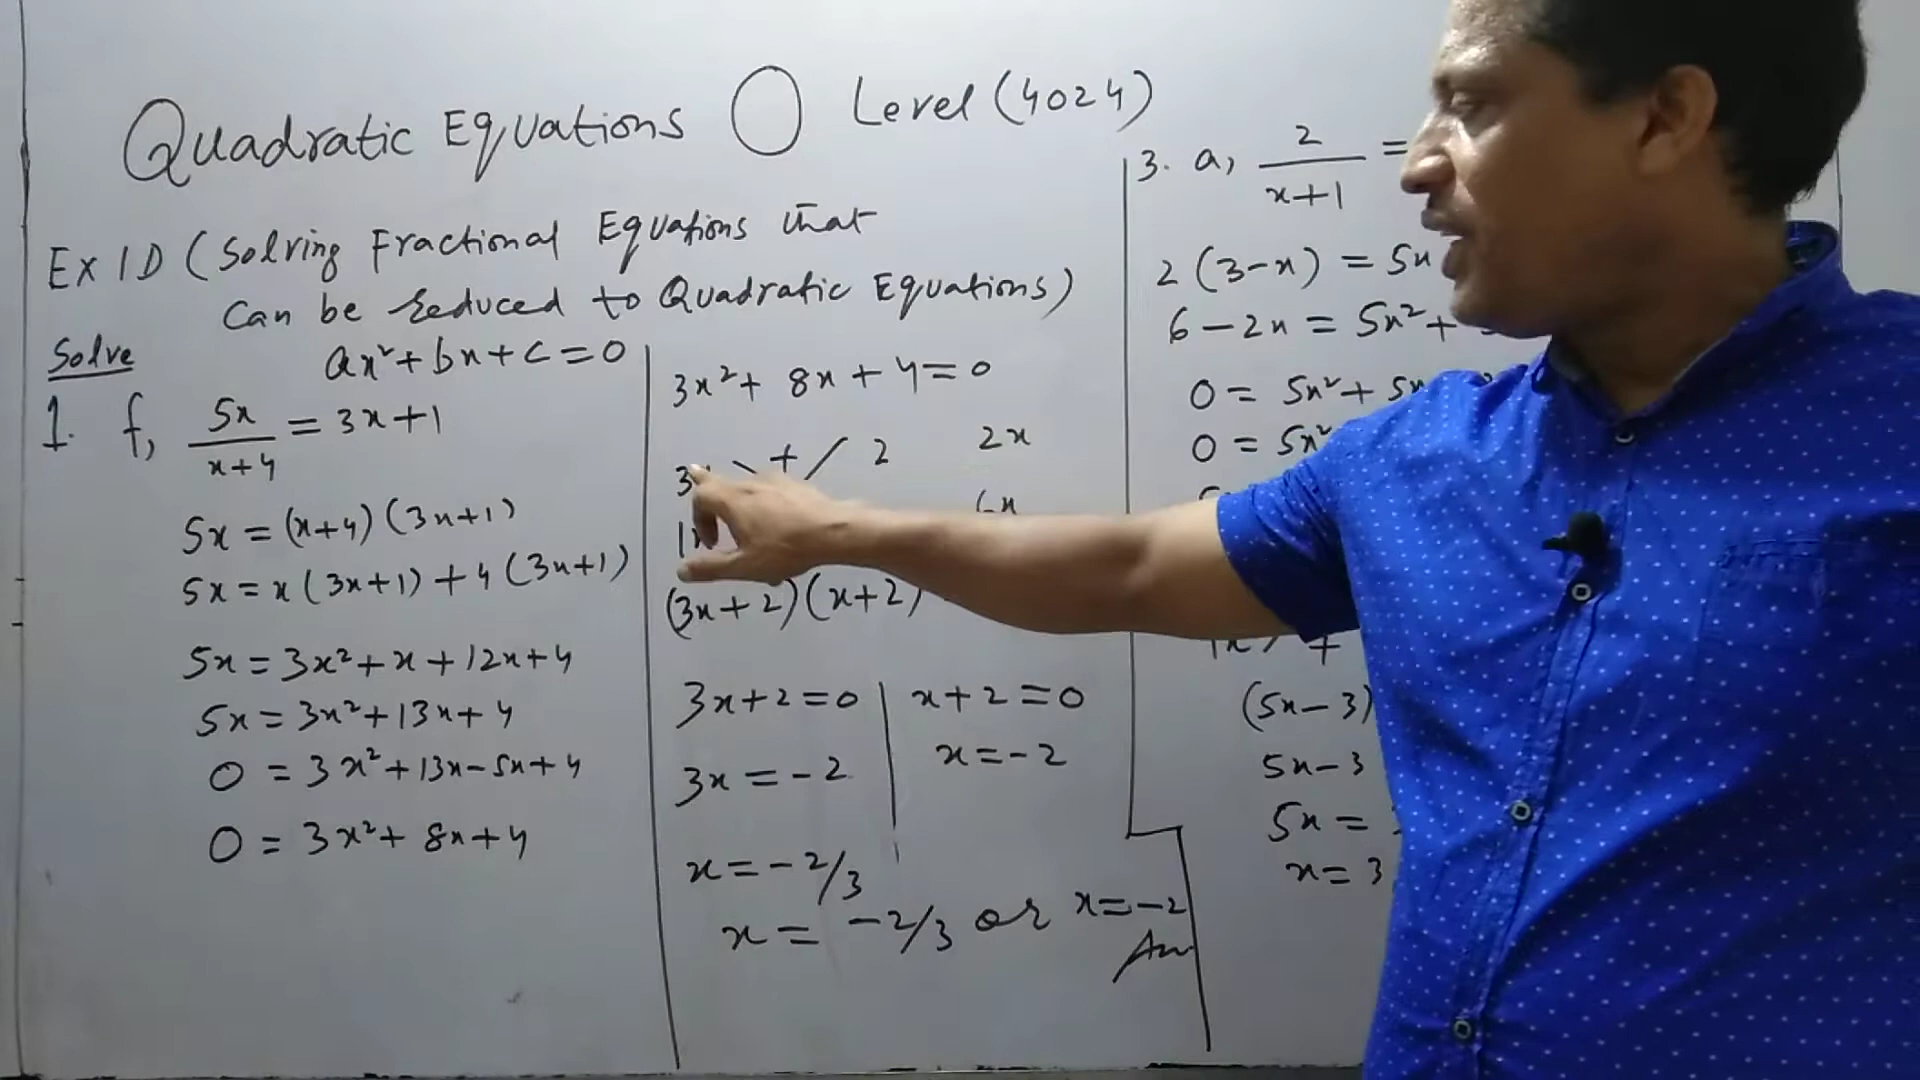 Quadratic Equations O Level (4024)
Ex 1D (Solving Fractional Equations that
can be reduced to Quadratic Equations)
Solve
ax²+bx+c=0
1. f, 5x/(x+4) = 3x+1
5x = (x+4)(3x+1)
5x = x(3x+1)+4(3x+1)
5x = 3x²+x+12x+4
5x = 3x²+13x+4
0 = 3x²+13x-5x+4
0 = 3x²+8x+4
3x²+8x+4=0
+ 2 2x
6x
(3x+2)(x+2)
3x+2=0 x+2=0
3x=-2 x=-2
x=-2/3
x=-2/3 or x=-2
Ans
3. a, 2/(x+1) =
2(3-x) = 5x
6-2x = 5x²+
0 = 5x²+5x
0 = 5x²
1x +
(5x-3)
5x-3
5x =
x=3